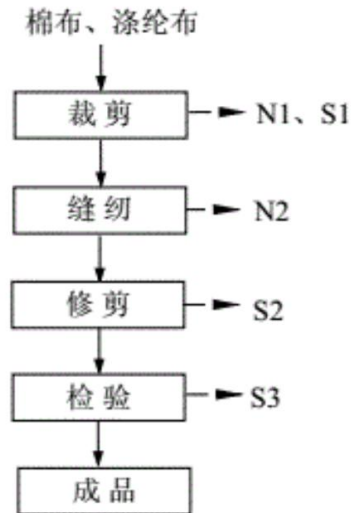 棉布、涤纶布
裁剪
N1、S1
缝纫
N2
修剪
S2
检验
S3
成品